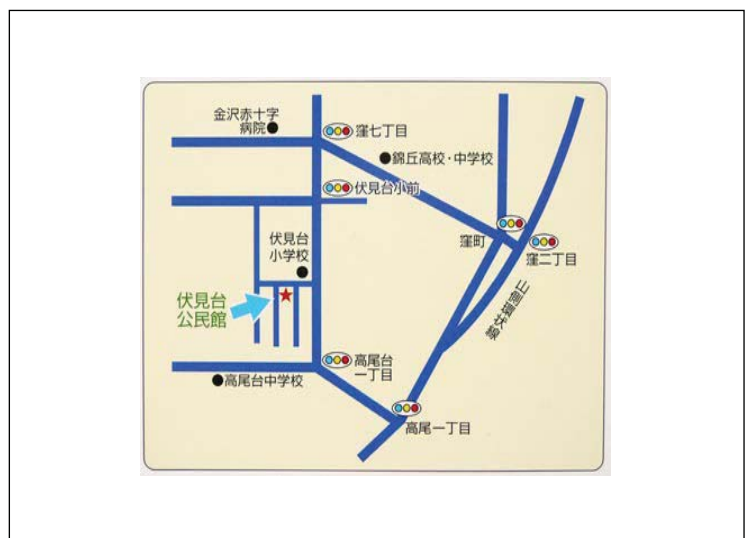 金沢赤十字
病院
窪七丁目
錦丘高校・中学校
伏見台小前
伏見台
小学校
窪町
窪二丁目
山側環状線
伏見台
公民館
高尾台
一丁目
高尾台中学校
高尾一丁目